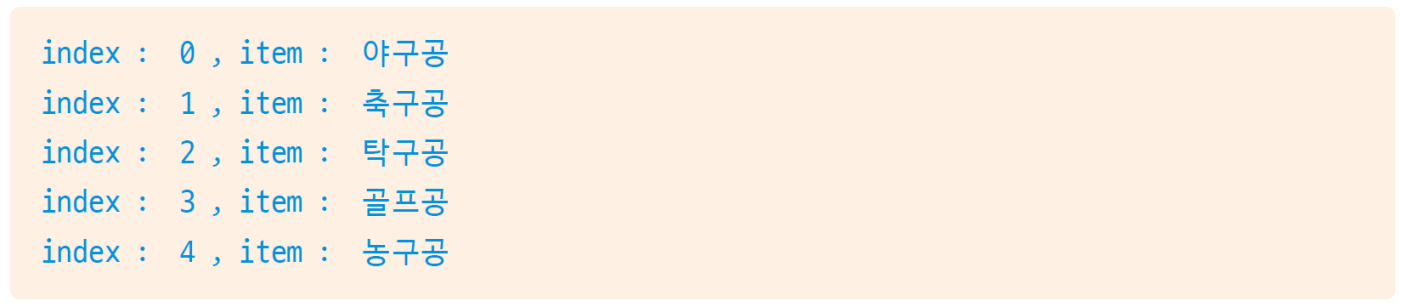 index :  0 , item :  야구공
index :  1 , item :  축구공
index :  2 , item :  탁구공
index :  3 , item :  골프공
index :  4 , item :  농구공